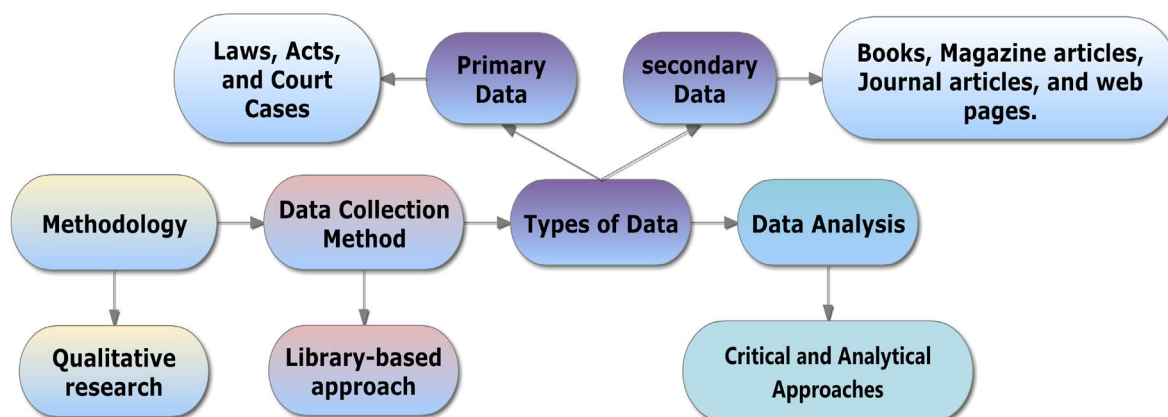 Laws, Acts,
and Court
Cases
Primary
Data
secondary
Data
Books, Magazine articles,
Journal articles, and web
pages.
Methodology
Data Collection
Method
Types of Data
Data Analysis
Qualitative
research
Library-based
approach
Critical and Analytical
Approaches